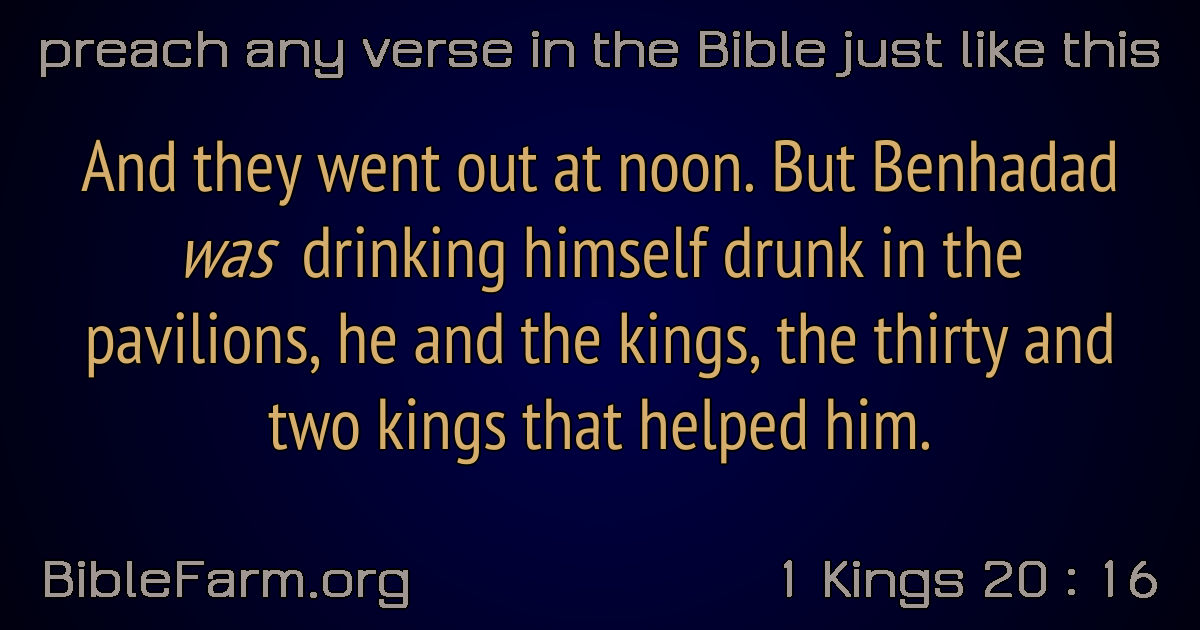 preach any verse in the Bible just like this
And they went out at noon. But Benhadad
was drinking himself drunk in the
pavilions, he and the kings, the thirty and
two kings that helped him.
BibleFarm.org
1 Kings 20 : 16